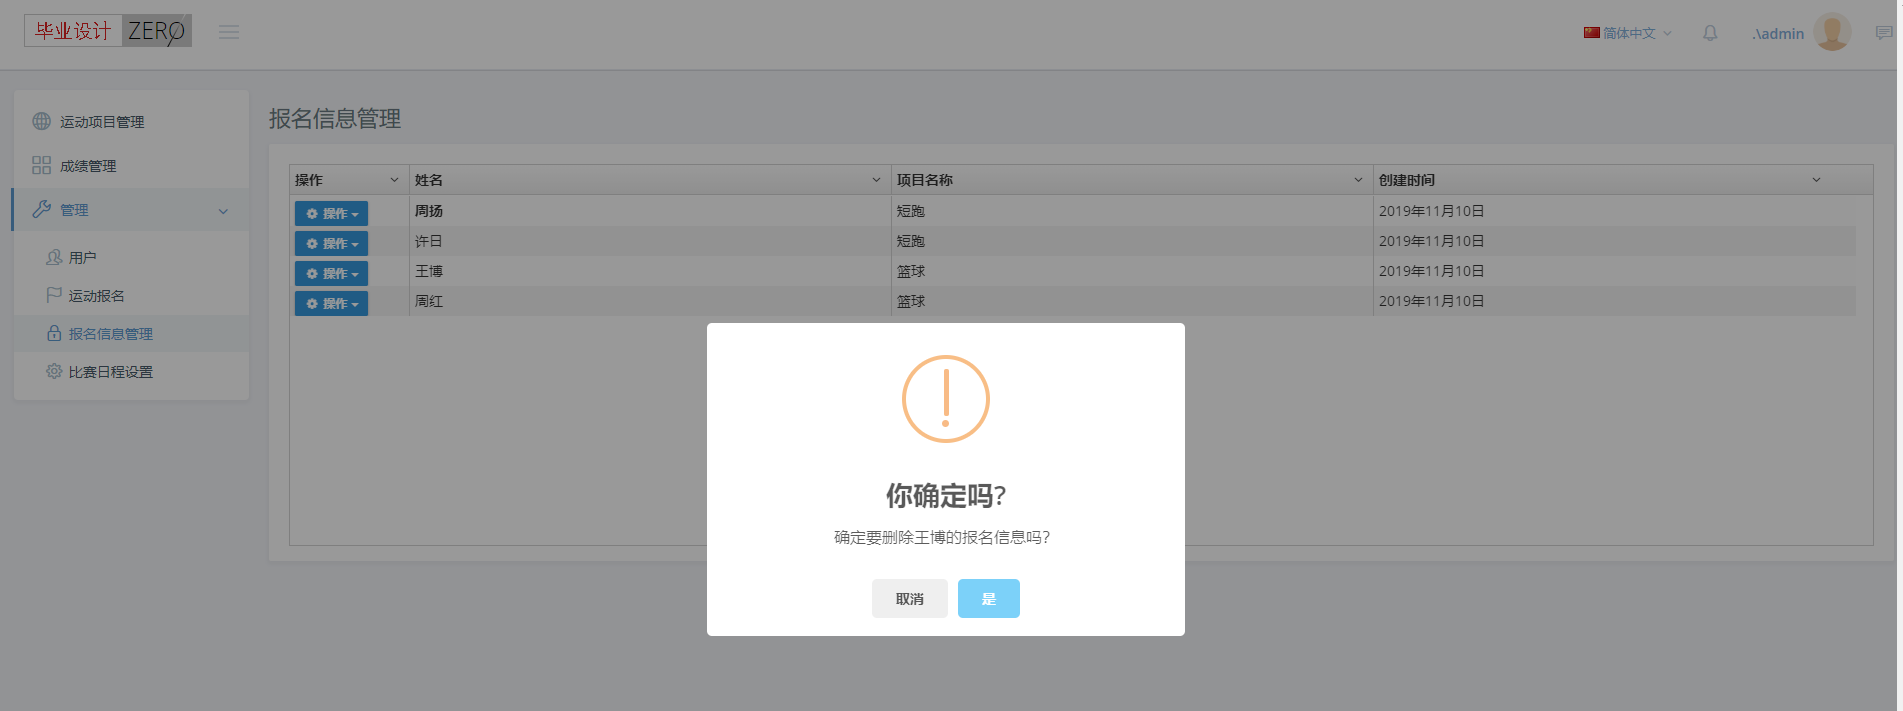 毕业设计 ZERO
简体中文
.\admin
运动项目管理
成绩管理
管理
用户
运动报名
报名信息管理
比赛日程设置
报名信息管理
操作 姓名 项目名称 创建时间
操作 周扬 短跑 2019年11月10日
操作 许日 短跑 2019年11月10日
操作 王博 篮球 2019年11月10日
操作 周红 篮球 2019年11月10日
你确定吗?
确定要删除王博的报名信息吗?
取消 是